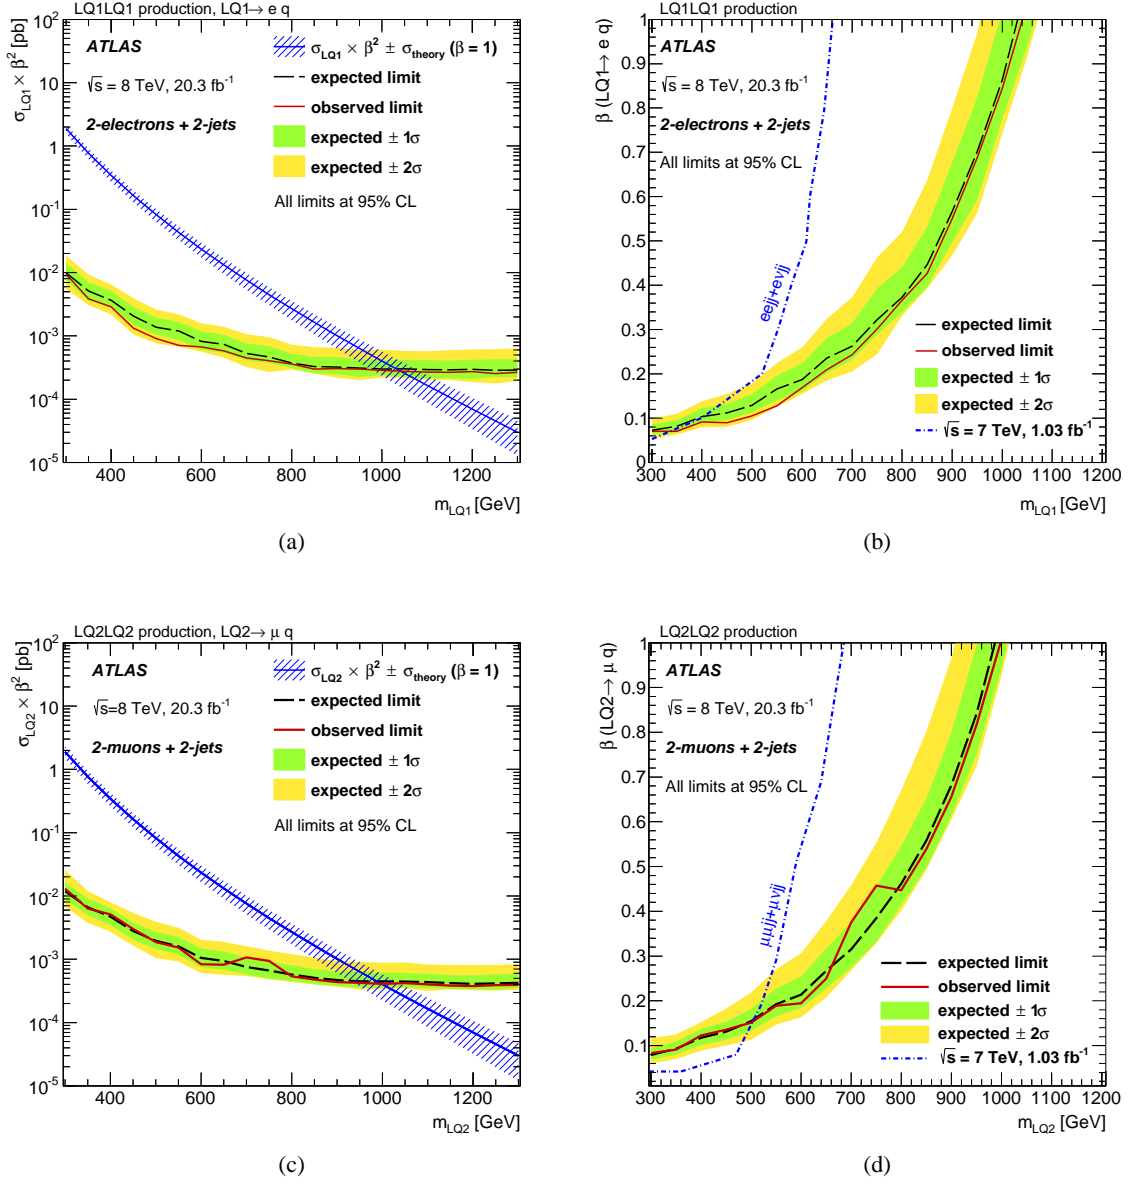 LQ1LQ1 production, LQ1→ e q
σ_LQ1 × β² [pb]
10²
10
1
10⁻¹
10⁻²
10⁻³
10⁻⁴
10⁻⁵
ATLAS
√s = 8 TeV, 20.3 fb⁻¹
2-electrons + 2-jets
σ_LQ1 × β² ± σ_theory (β = 1)
expected limit
observed limit
expected ± 1σ
expected ± 2σ
All limits at 95% CL
400 600 800 1000 1200
m_LQ1 [GeV]
(a)
LQ1LQ1 production
β (LQ1→ e q)
1
0.9
0.8
0.7
0.6
0.5
0.4
0.3
0.2
0.1
0
ATLAS
√s = 8 TeV, 20.3 fb⁻¹
2-electrons + 2-jets
All limits at 95% CL
eejj+eνjj
expected limit
observed limit
expected ± 1σ
expected ± 2σ
√s = 7 TeV, 1.03 fb⁻¹
300 400 500 600 700 800 900 1000 1100 1200
m_LQ1 [GeV]
(b)
LQ2LQ2 production, LQ2→ μ q
σ_LQ2 × β² [pb]
10²
10
1
10⁻¹
10⁻²
10⁻³
10⁻⁴
10⁻⁵
ATLAS
√s=8 TeV, 20.3 fb⁻¹
2-muons + 2-jets
σ_LQ2 × β² ± σ_theory (β = 1)
expected limit
observed limit
expected ± 1σ
expected ± 2σ
All limits at 95% CL
400 600 800 1000 1200
m_LQ2 [GeV]
(c)
LQ2LQ2 production
β (LQ2→ μ q)
1
0.9
0.8
0.7
0.6
0.5
0.4
0.3
0.2
0.1
ATLAS
√s = 8 TeV, 20.3 fb⁻¹
2-muons + 2-jets
All limits at 95% CL
μμjj+μνjj
expected limit
observed limit
expected ± 1σ
expected ± 2σ
√s = 7 TeV, 1.03 fb⁻¹
300 400 500 600 700 800 900 1000 1100 1200
m_LQ2 [GeV]
(d)